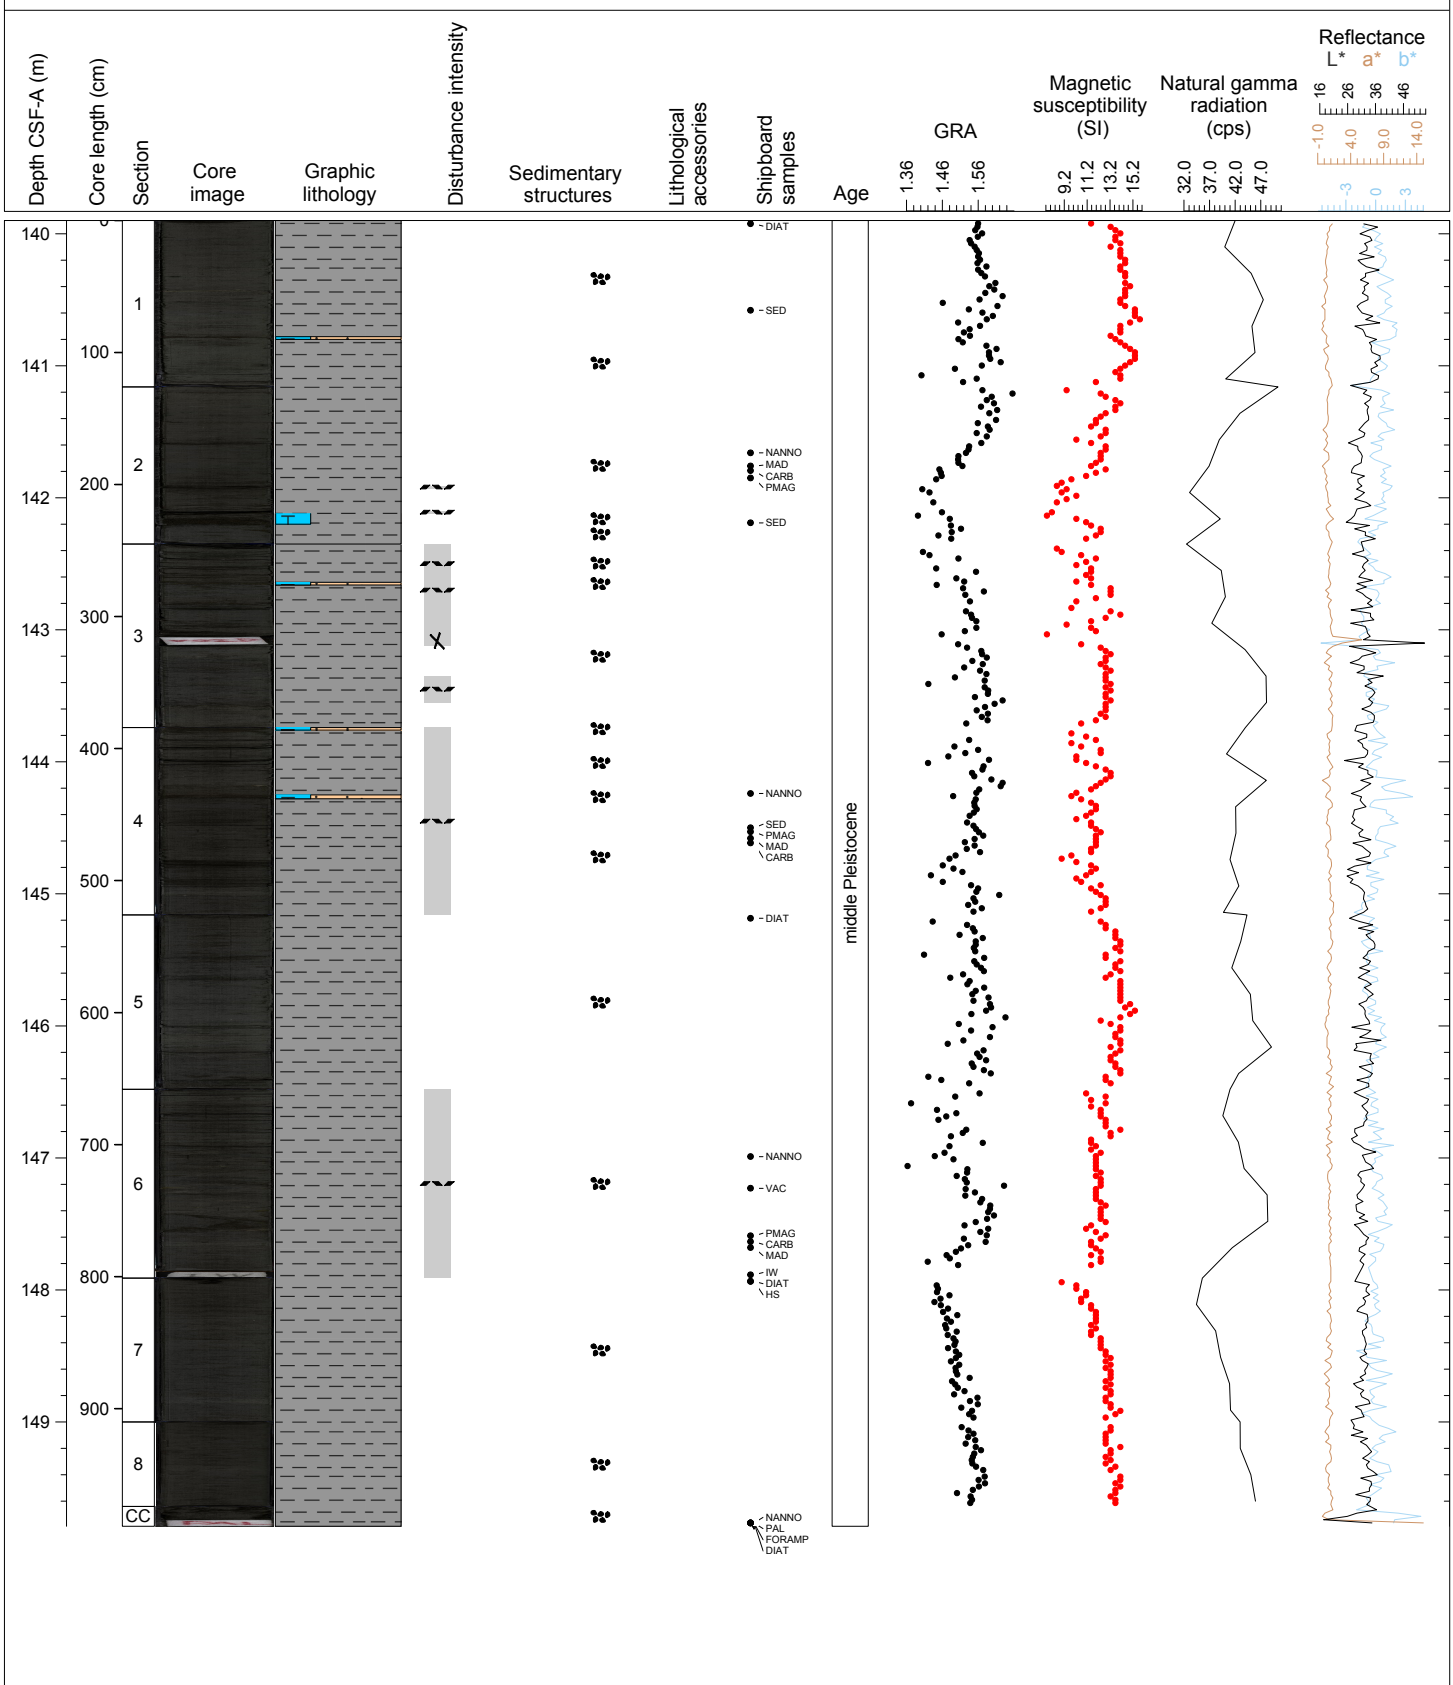 Depth CSF-A (m)
Core length (cm)
Section
Core
image
Graphic
lithology
Disturbance intensity
Sedimentary
structures
Lithological
accessories
Shipboard
samples
Age
GRA
1.36 1.46 1.56
Magnetic
susceptibility
(SI)
9.2 11.2 13.2 15.2
Natural gamma
radiation
(cps)
32.0 37.0 42.0 47.0
Reflectance
L* a* b*
16 26 36 46
-1.0 4.0 9.0 14.0
-3 0 3
140
141
142
143
144
145
146
147
148
149
0
100
200
300
400
500
600
700
800
900
1
2
3
4
5
6
7
8
CC
DIAT
SED
NANNO
MAD
CARB
PMAG
SED
NANNO
SED
PMAG
MAD
CARB
DIAT
NANNO
VAC
PMAG
CARB
MAD
IW
DIAT
HS
NANNO
PAL
FORAMP
DIAT
middle Pleistocene